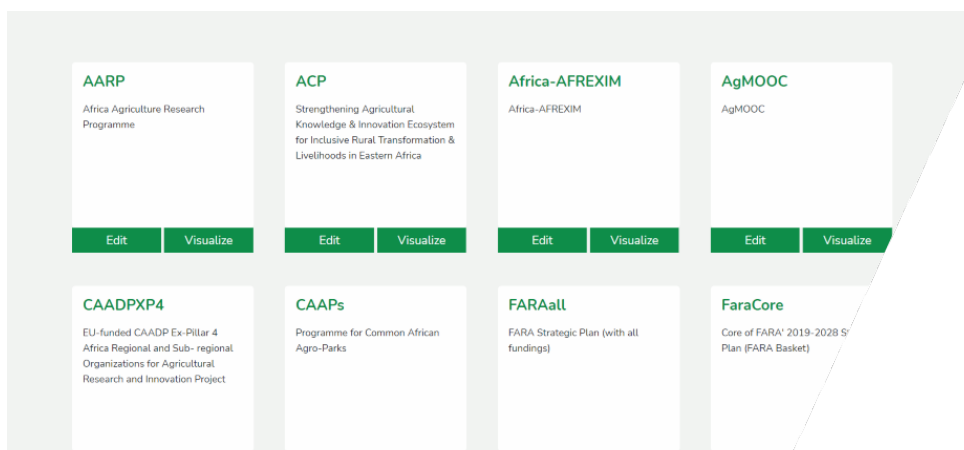 AARP
Africa Agriculture Research
Programme
Edit
Visualize
ACP
Strengthening Agricultural
Knowledge & Innovation Ecosystem
for Inclusive Rural Transformation &
Livelihoods in Eastern Africa
Edit
Visualize
Africa-AFREXIM
Africa-AFREXIM
Edit
Visualize
AgMOOC
AgMOOC
Edit
Visualize
CAADPXP4
EU-funded CAADP Ex-Pillar 4
Africa Regional and Sub- regional
Organizations for Agricultural
Research and Innovation Project
CAAPs
Programme for Common African
Agro-Parks
FARAall
FARA Strategic Plan (with all
fundings)
FaraCore
Core of FARA' 2019-2028
Plan (FARA Basket)